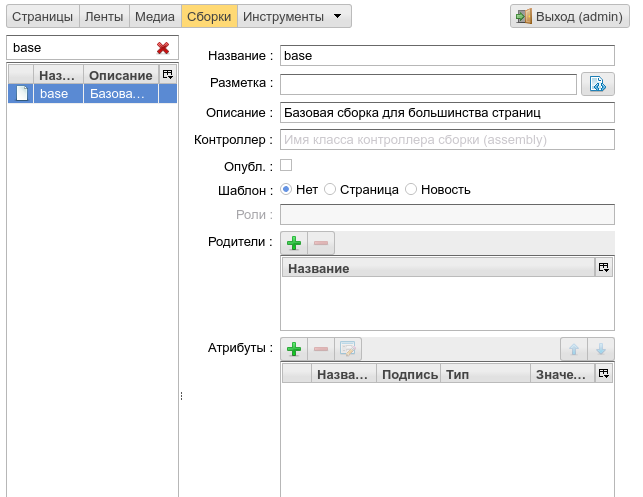 Страницы Ленты Медиа Сборки Инструменты Выход (admin)
base
Наз... Описание
base Базова...
Название : base
Разметка :
Описание : Базовая сборка для большинства страниц
Контроллер : Имя класса контроллера сборки (assembly)
Опубл. :
Шаблон : Нет Страница Новость
Роли :
Родители :
Название
Атрибуты :
Назва... Подпись Тип Значе...